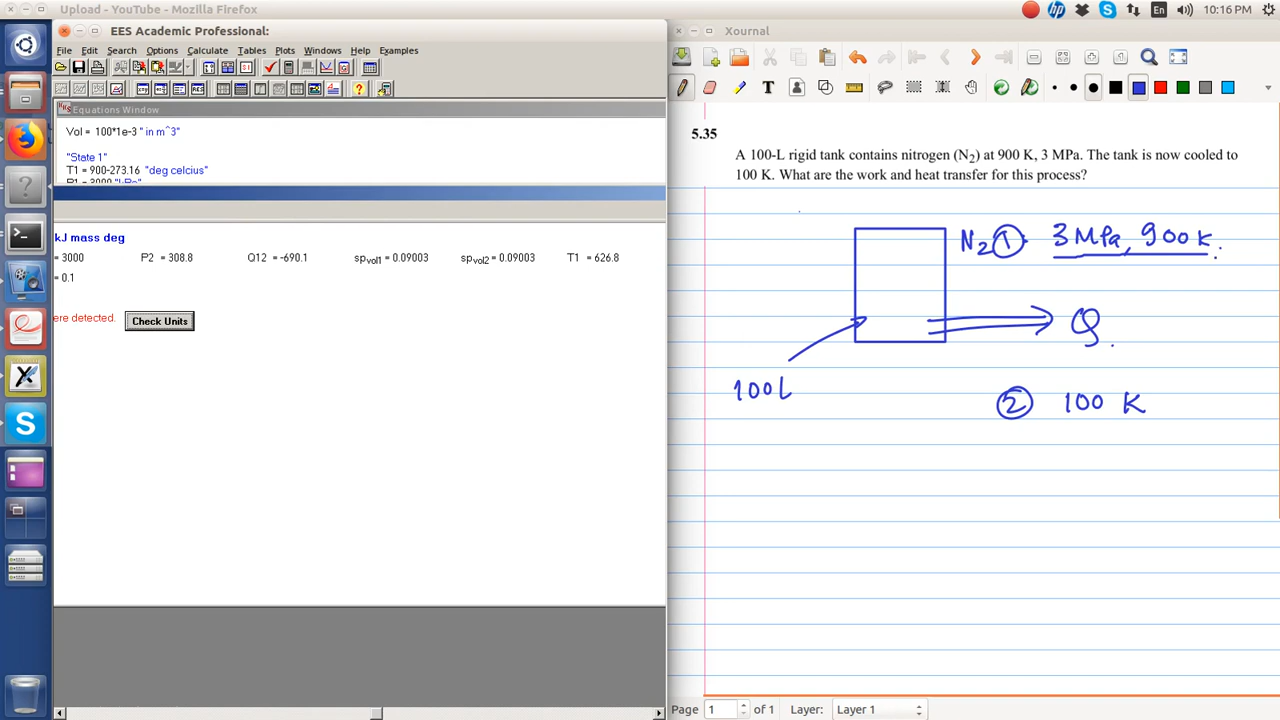 Upload - YouTube - Mozilla Firefox
En
10:16 PM
EES Academic Professional:
File Edit Search Options Calculate Tables Plots Windows Help Examples
Equations Window
Vol = 100*1e-3 " in m^3"
"State 1"
T1 = 900-273.16 "deg celcius"
P1 = 3000 "kPa"
kJ mass deg
= 3000 P2 = 308.8 Q12 = -690.1 spvol1 = 0.09003 spvol2 = 0.09003 T1 = 626.8
= 0.1
ere detected. Check Units
Xournal
5.35
A 100-L rigid tank contains nitrogen (N2) at 900 K, 3 MPa. The tank is now cooled to
100 K. What are the work and heat transfer for this process?
N2 ① 3 MPa, 900 K.
Q
100L
② 100 K
Page 1 of 1 Layer: Layer 1